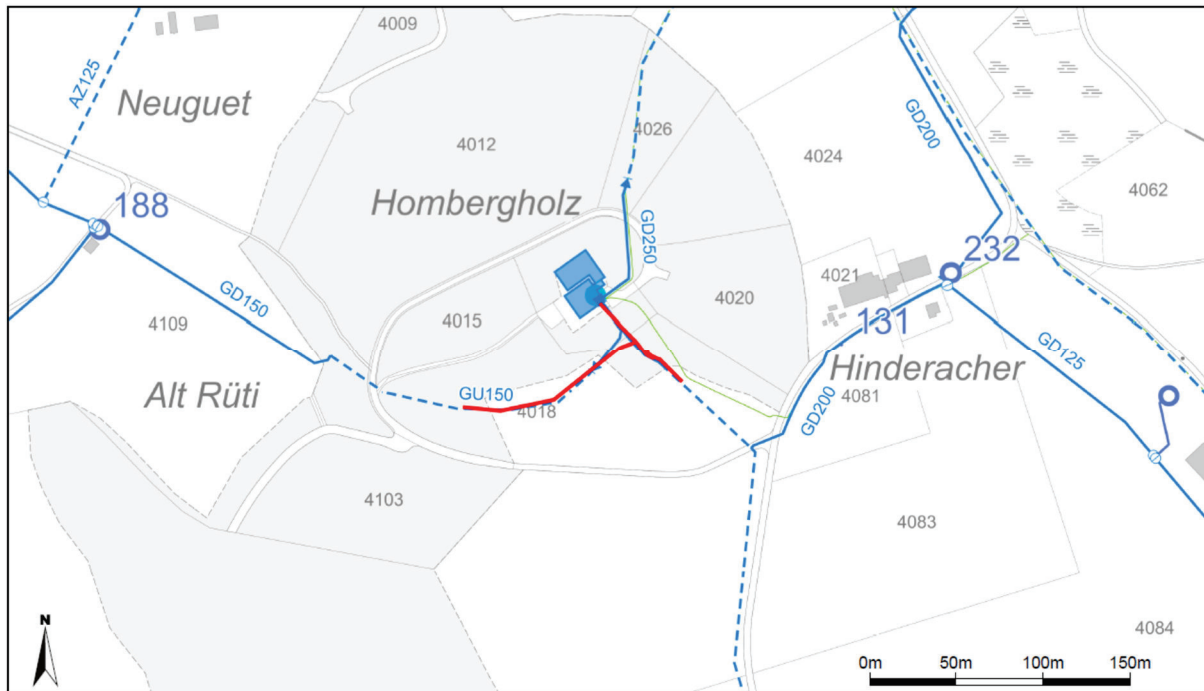 4009
AZ125
Neuguet
4012
4026
GD200
4024
4062
188
Hombergholz
GD250
4021
232
4020
GD150
4109
4015
131
GD125
Hinderacher
Alt Rüti
GU150
4018
GD200
4081
4103
4083
4084
N
0m 50m 100m 150m